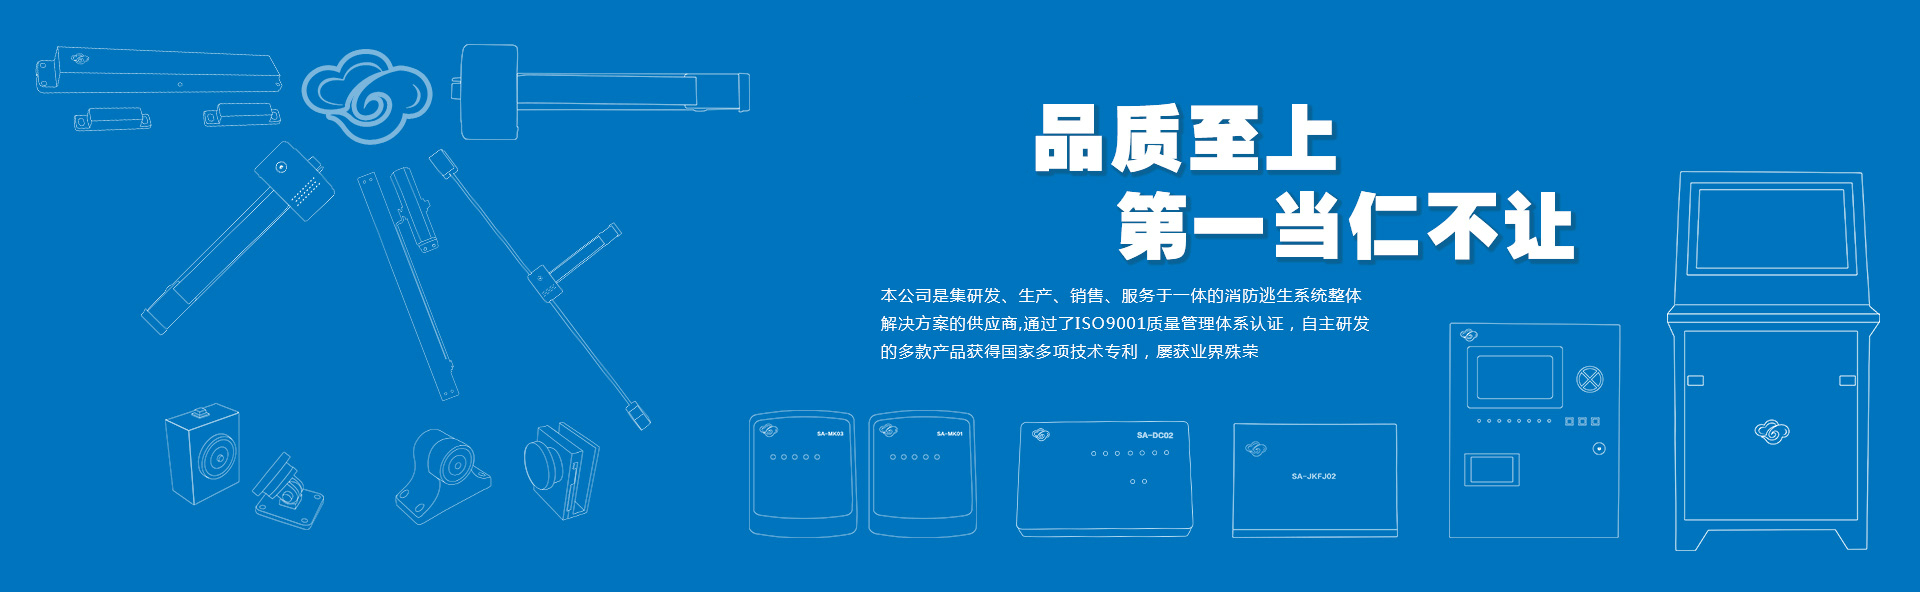 品质至上
第一当仁不让
本公司是集研发、生产、销售、服务于一体的消防逃生系统整体
解决方案的供应商,通过了ISO9001质量管理体系认证，自主研发
的多款产品获得国家多项技术专利，屡获业界殊荣
SA-MK03
SA-MK01
SA-DC02
SA-JKFJ02